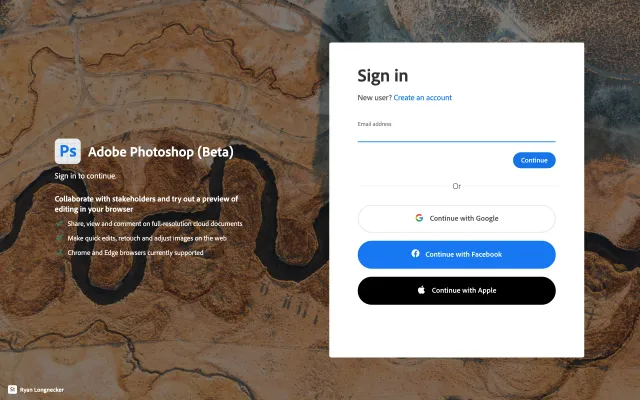 Ps
Adobe Photoshop (Beta)
Sign in to continue.
Collaborate with stakeholders and try out a preview of
editing in your browser
Share, view and comment on full-resolution cloud documents
Make quick edits, retouch and adjust images on the web
Chrome and Edge browsers currently supported
Sign in
New user? Create an account
Email address
Continue
Or
Continue with Google
Continue with Facebook
Continue with Apple
St
Ryan Longnecker